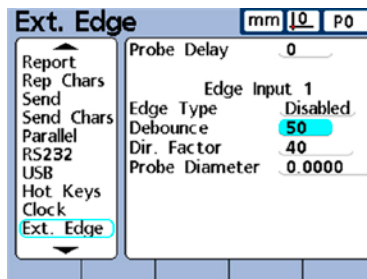 Ext. Edge
mm
0
P0
Report
Rep Chars
Send
Send Chars
Parallel
RS232
USB
Hot Keys
Clock
Ext. Edge
Probe Delay 0
Edge Input 1
Edge Type Disabled
Debounce 50
Dir. Factor 40
Probe Diameter 0.0000